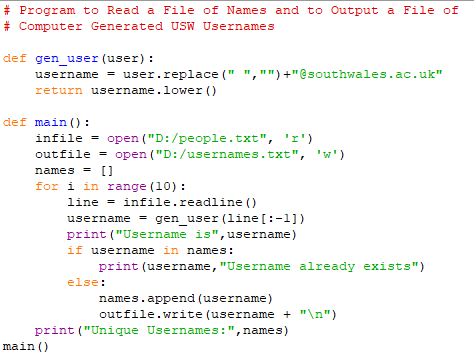 # Program to Read a File of Names and to Output a File of
# Computer Generated USW Usernames

def gen_user(user):
    username = user.replace(" ","")+"@southwales.ac.uk"
    return username.lower()

def main():
    infile = open("D:/people.txt", 'r')
    outfile = open("D:/usernames.txt", 'w')
    names = []
    for i in range(10):
        line = infile.readline()
        username = gen_user(line[:-1])
        print("Username is",username)
        if username in names:
            print(username,"Username already exists")
        else:
            names.append(username)
            outfile.write(username + "\n")
    print("Unique Usernames:",names)
main()